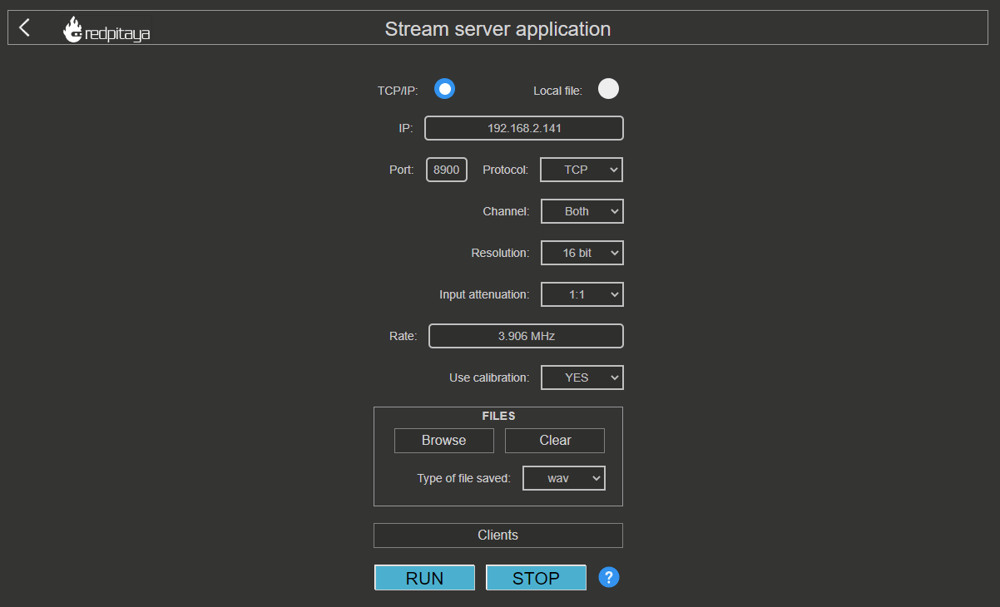 redpitaya Stream server application
TCP/IP: Local file:
IP: 192.168.2.141
Port: 8900 Protocol: TCP
Channel: Both
Resolution: 16 bit
Input attenuation: 1:1
Rate: 3.906 MHz
Use calibration: YES
FILES
Browse Clear
Type of file saved: wav
Clients
RUN STOP ?